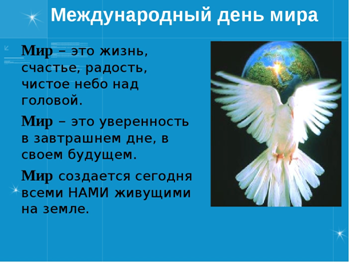 Международный день мира
Мир – это жизнь,
счастье, радость,
чистое небо над
головой.
Мир – это уверенность
в завтрашнем дне, в
своем будущем.
Мир создается сегодня
всеми НАМИ живущими
на земле.